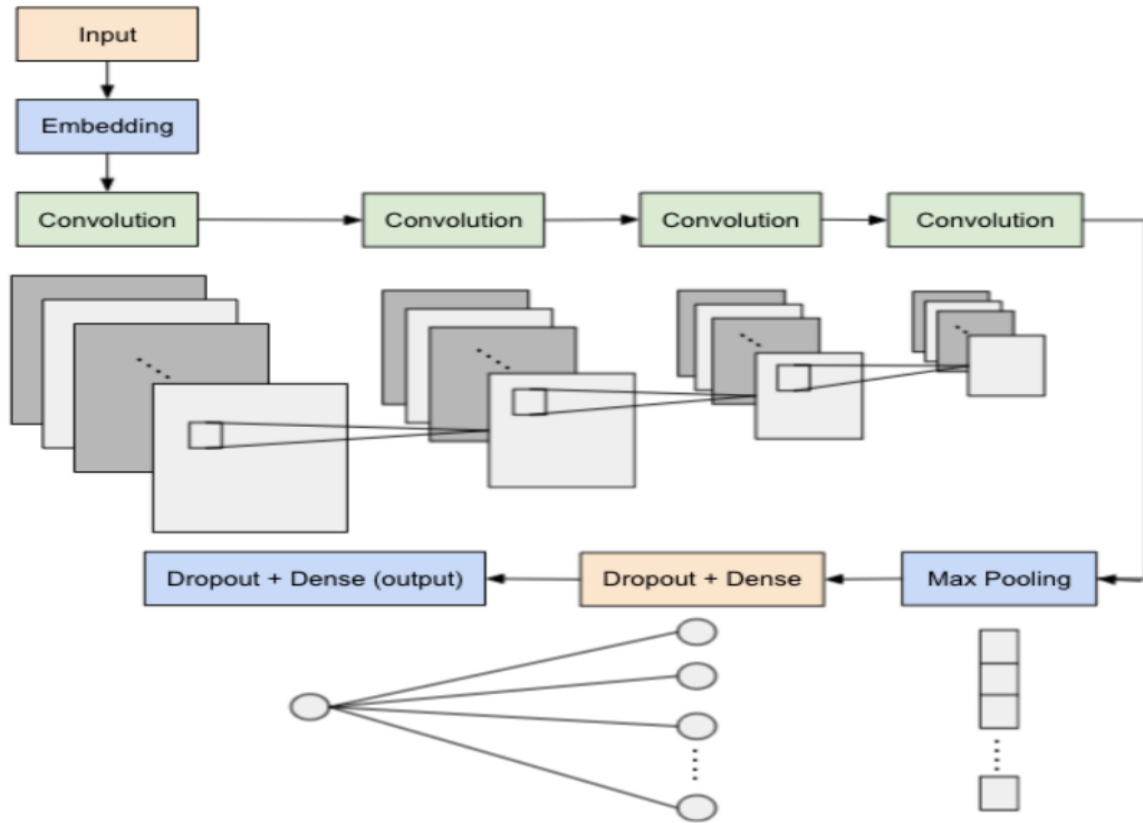 Input
Embedding
Convolution
Convolution
Convolution
Convolution
Dropout + Dense (output)
Dropout + Dense
Max Pooling